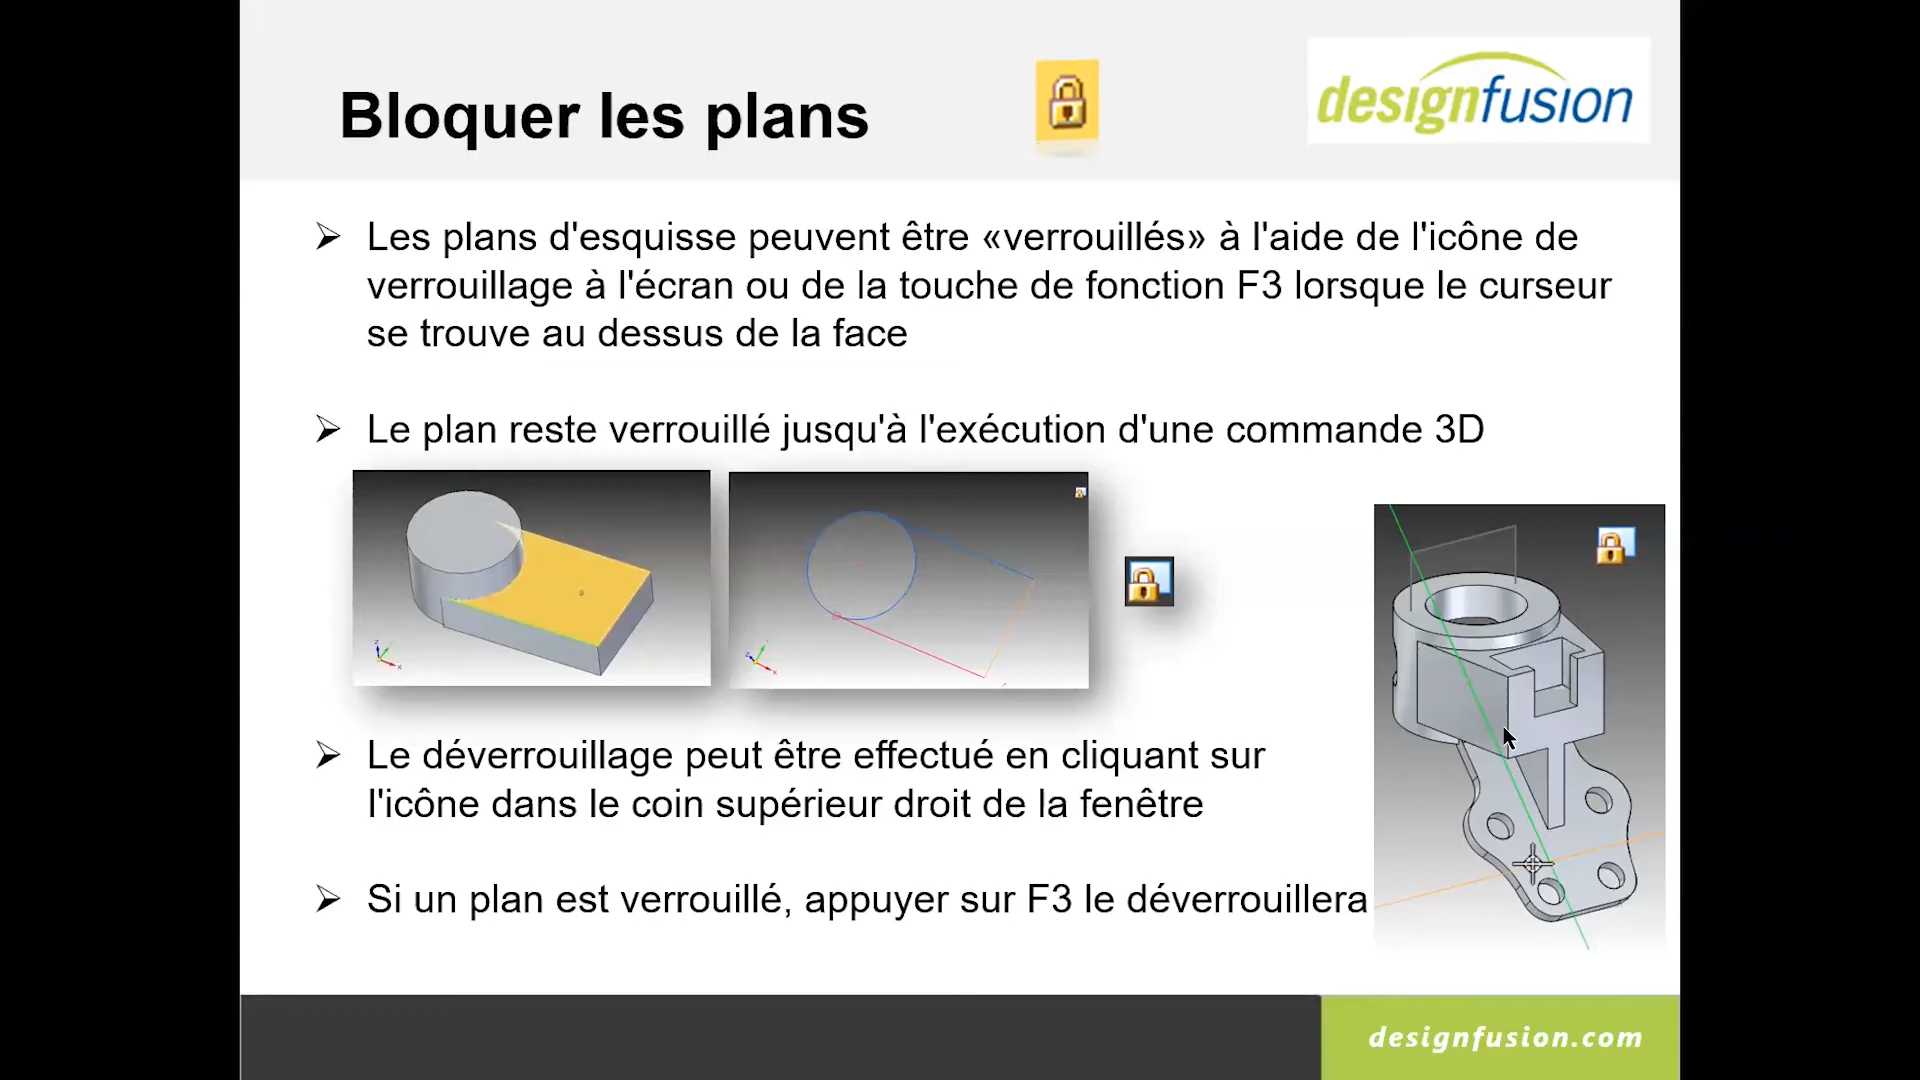 Bloquer les plans
designfusion
Les plans d'esquisse peuvent être «verrouillés» à l'aide de l'icône de
verrouillage à l'écran ou de la touche de fonction F3 lorsque le curseur
se trouve au dessus de la face
Le plan reste verrouillé jusqu'à l'exécution d'une commande 3D
Le déverrouillage peut être effectué en cliquant sur
l'icône dans le coin supérieur droit de la fenêtre
Si un plan est verrouillé, appuyer sur F3 le déverrouillera
designfusion.com